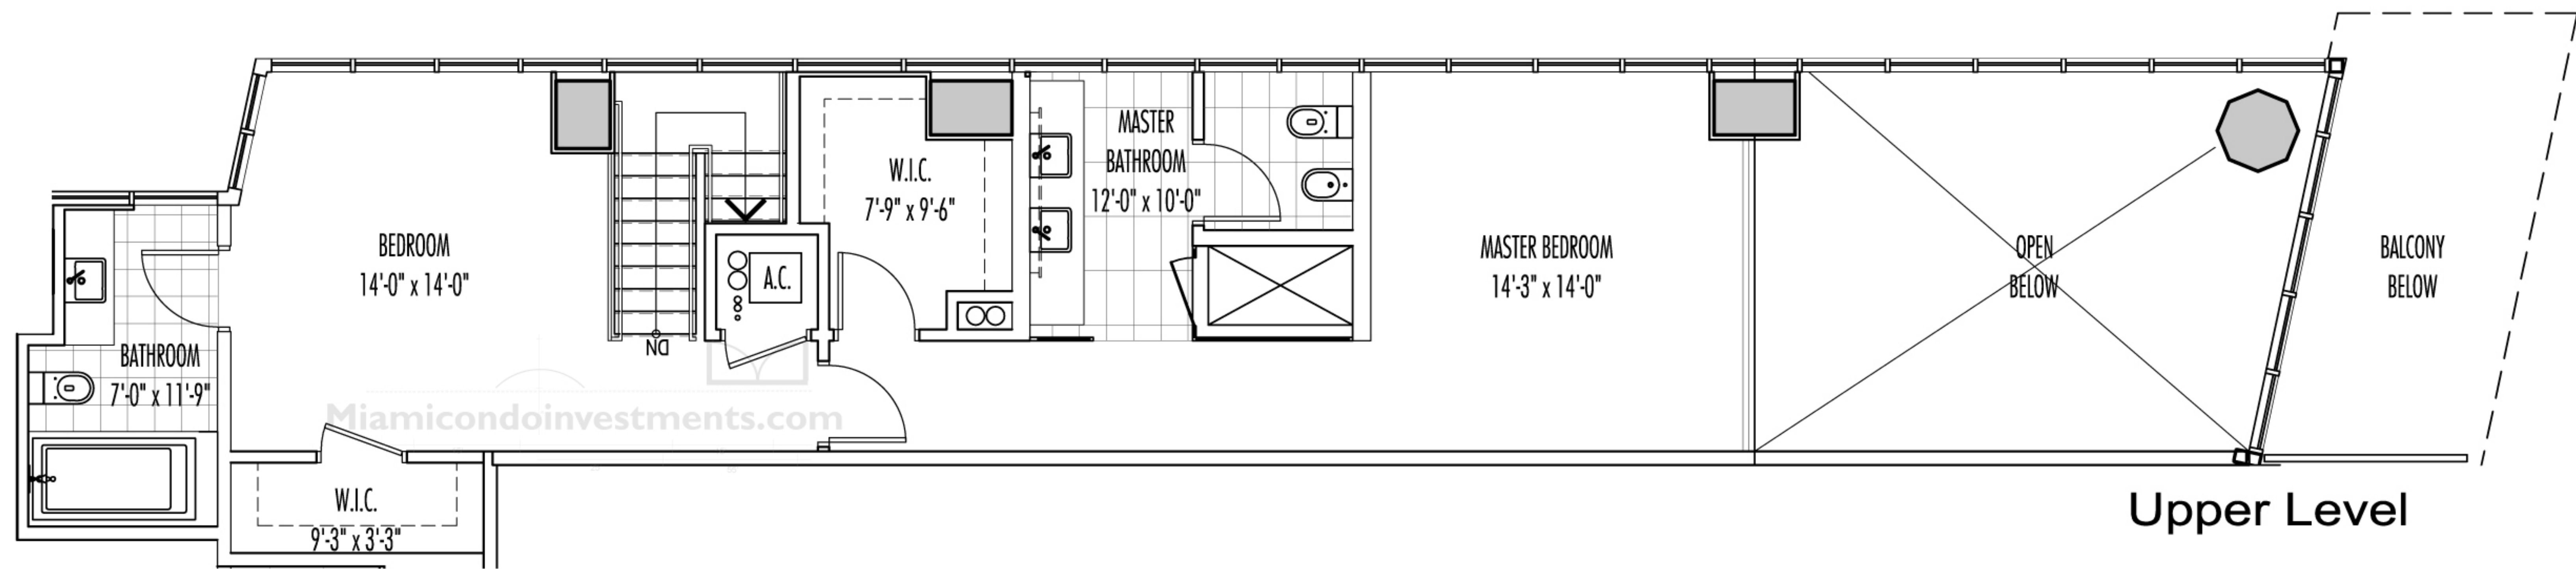 BEDROOM
14'-0" x 14'-0"
BATHROOM
7'-0" x 11'-9"
W.I.C.
9'-3" x 3'-3"
DN
A.C.
W.I.C.
7'-9" x 9'-6"
MASTER
BATHROOM
12'-0" x 10'-0"
MASTER BEDROOM
14'-3" x 14'-0"
OPEN
BELOW
BALCONY
BELOW
Miamicondoinvestments.com
Upper Level